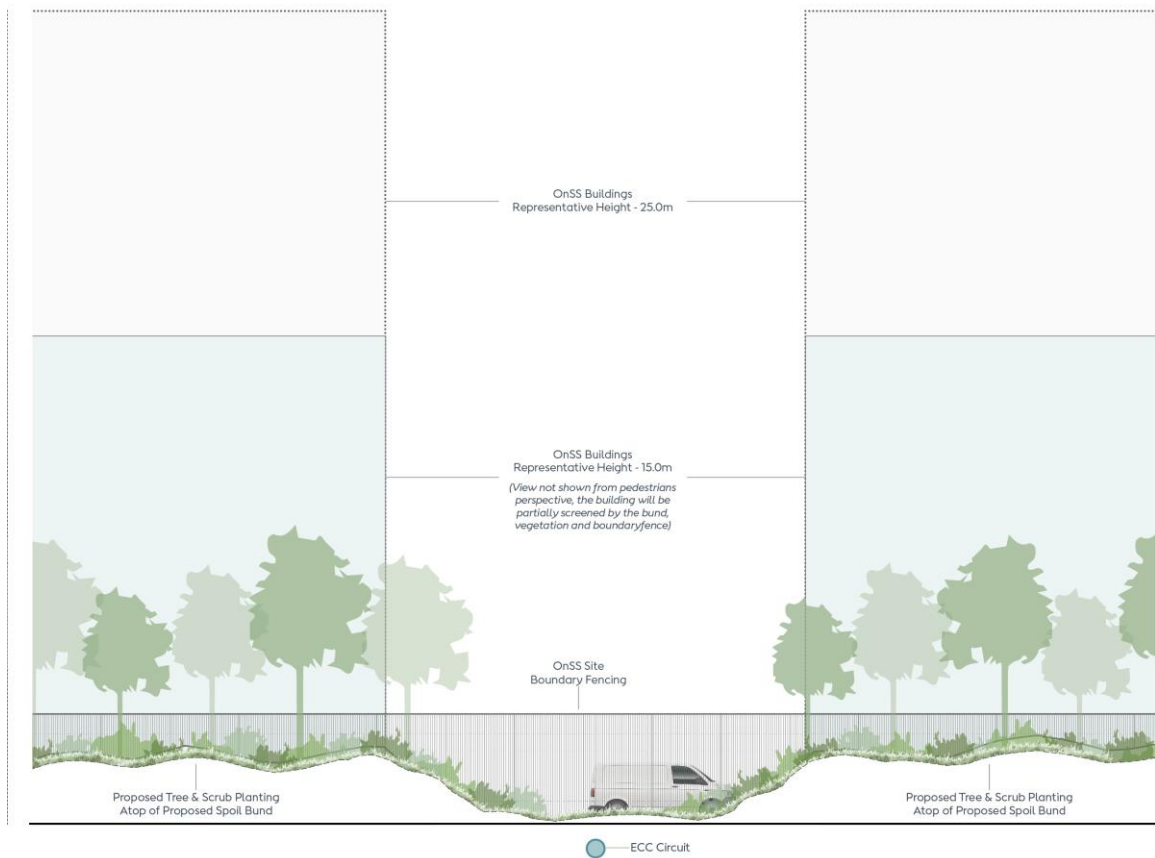 OnSS Buildings
Representative Height - 25.0m
OnSS Buildings
Representative Height - 15.0m
(View not shown from pedestrians
perspective, the building will be
partially screened by the bund,
vegetation and boundaryfence)
OnSS Site
Boundary Fencing
Proposed Tree & Scrub Planting
Atop of Proposed Spoil Bund
Proposed Tree & Scrub Planting
Atop of Proposed Spoil Bund
ECC Circuit